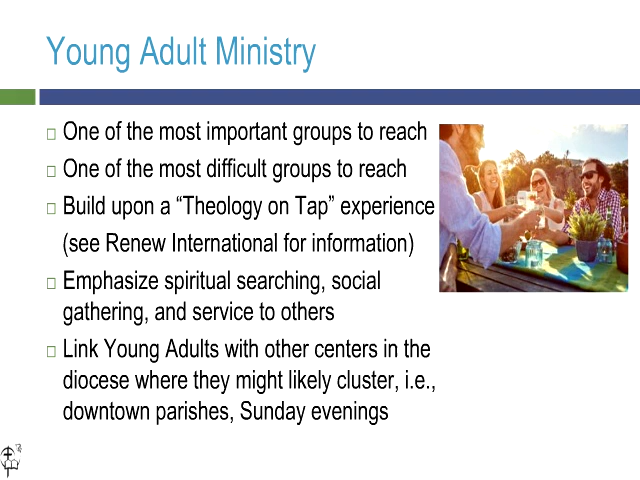 Young Adult Ministry
One of the most important groups to reach
One of the most difficult groups to reach
Build upon a “Theology on Tap” experience
(see Renew International for information)
Emphasize spiritual searching, social
gathering, and service to others
Link Young Adults with other centers in the
diocese where they might likely cluster, i.e.,
downtown parishes, Sunday evenings